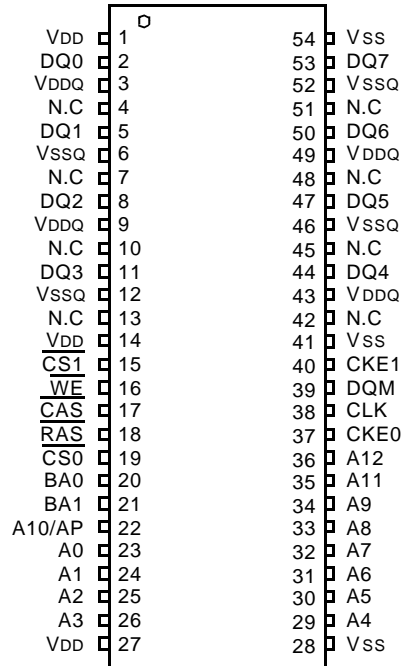 VDD 1 54 VSS
DQ0 2 53 DQ7
VDDQ 3 52 VSSQ
N.C 4 51 N.C
DQ1 5 50 DQ6
VSSQ 6 49 VDDQ
N.C 7 48 N.C
DQ2 8 47 DQ5
VDDQ 9 46 VSSQ
N.C 10 45 N.C
DQ3 11 44 DQ4
VSSQ 12 43 VDDQ
N.C 13 42 N.C
VDD 14 41 VSS
CS1 15 40 CKE1
WE 16 39 DQM
CAS 17 38 CLK
RAS 18 37 CKE0
CS0 19 36 A12
BA0 20 35 A11
BA1 21 34 A9
A10/AP 22 33 A8
A0 23 32 A7
A1 24 31 A6
A2 25 30 A5
A3 26 29 A4
VDD 27 28 VSS